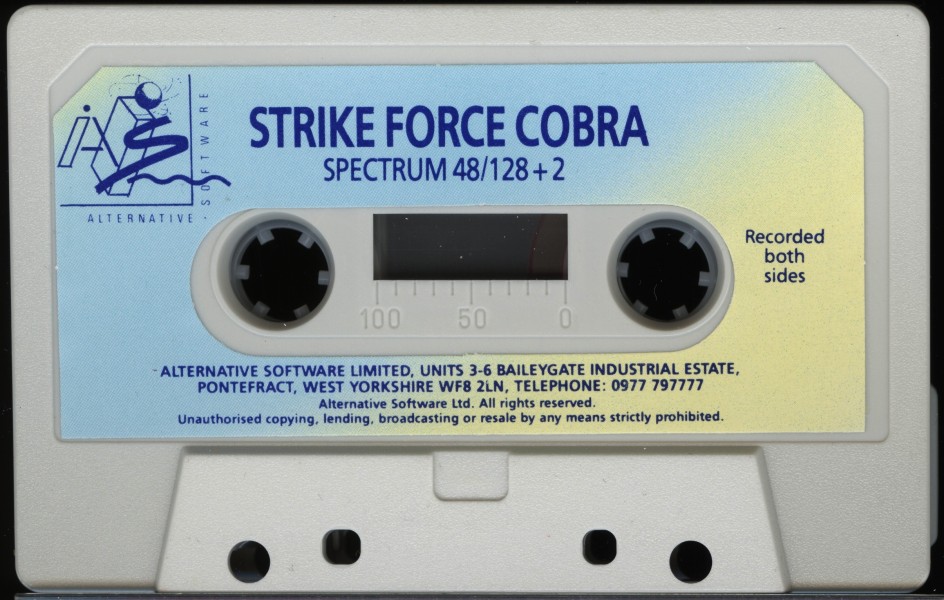 STRIKE FORCE COBRA
SPECTRUM 48/128 + 2
SOFTWARE
ALTERNATIVE
Recorded
both
sides
100 50 0
ALTERNATIVE SOFTWARE LIMITED, UNITS 3-6 BAILEYGATE INDUSTRIAL ESTATE,
PONTEFRACT, WEST YORKSHIRE WF8 2LN, TELEPHONE: 0977 797777
Alternative Software Ltd. All rights reserved.
Unauthorised copying, lending, broadcasting or resale by any means strictly prohibited.